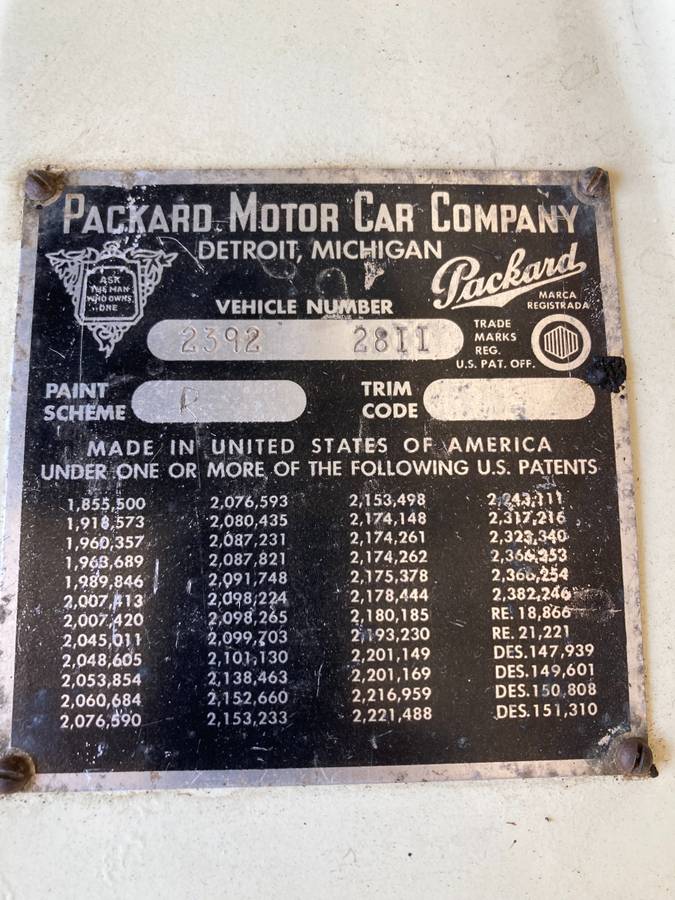 PACKARD MOTOR CAR COMPANY
DETROIT, MICHIGAN
ASK
THE MAN
WHO OWNS
ONE
Packard
MARCA
REGISTRADA
VEHICLE NUMBER
2392 2811
TRADE
MARKS
REG.
U.S. PAT. OFF.
PAINT
SCHEME
R
TRIM
CODE
MADE IN UNITED STATES OF AMERICA
UNDER ONE OR MORE OF THE FOLLOWING U.S. PATENTS
1,855,500 2,076,593 2,153,498 2,243,111
1,918,573 2,080,435 2,174,148 2,317,216
1,960,357 2,087,231 2,174,261 2,323,340
1,963,689 2,087,821 2,174,262 2,366,253
1,989,846 2,091,748 2,175,378 2,366,254
2,007,413 2,098,224 2,178,444 2,382,246
2,007,420 2,098,265 2,180,185 RE. 18,866
2,045,011 2,099,703 2,193,230 RE. 21,221
2,048,605 2,101,130 2,201,149 DES.147,939
2,053,854 2,138,463 2,201,169 DES.149,601
2,060,684 2,152,660 2,216,959 DES.150,808
2,076,590 2,153,233 2,221,488 DES.151,310